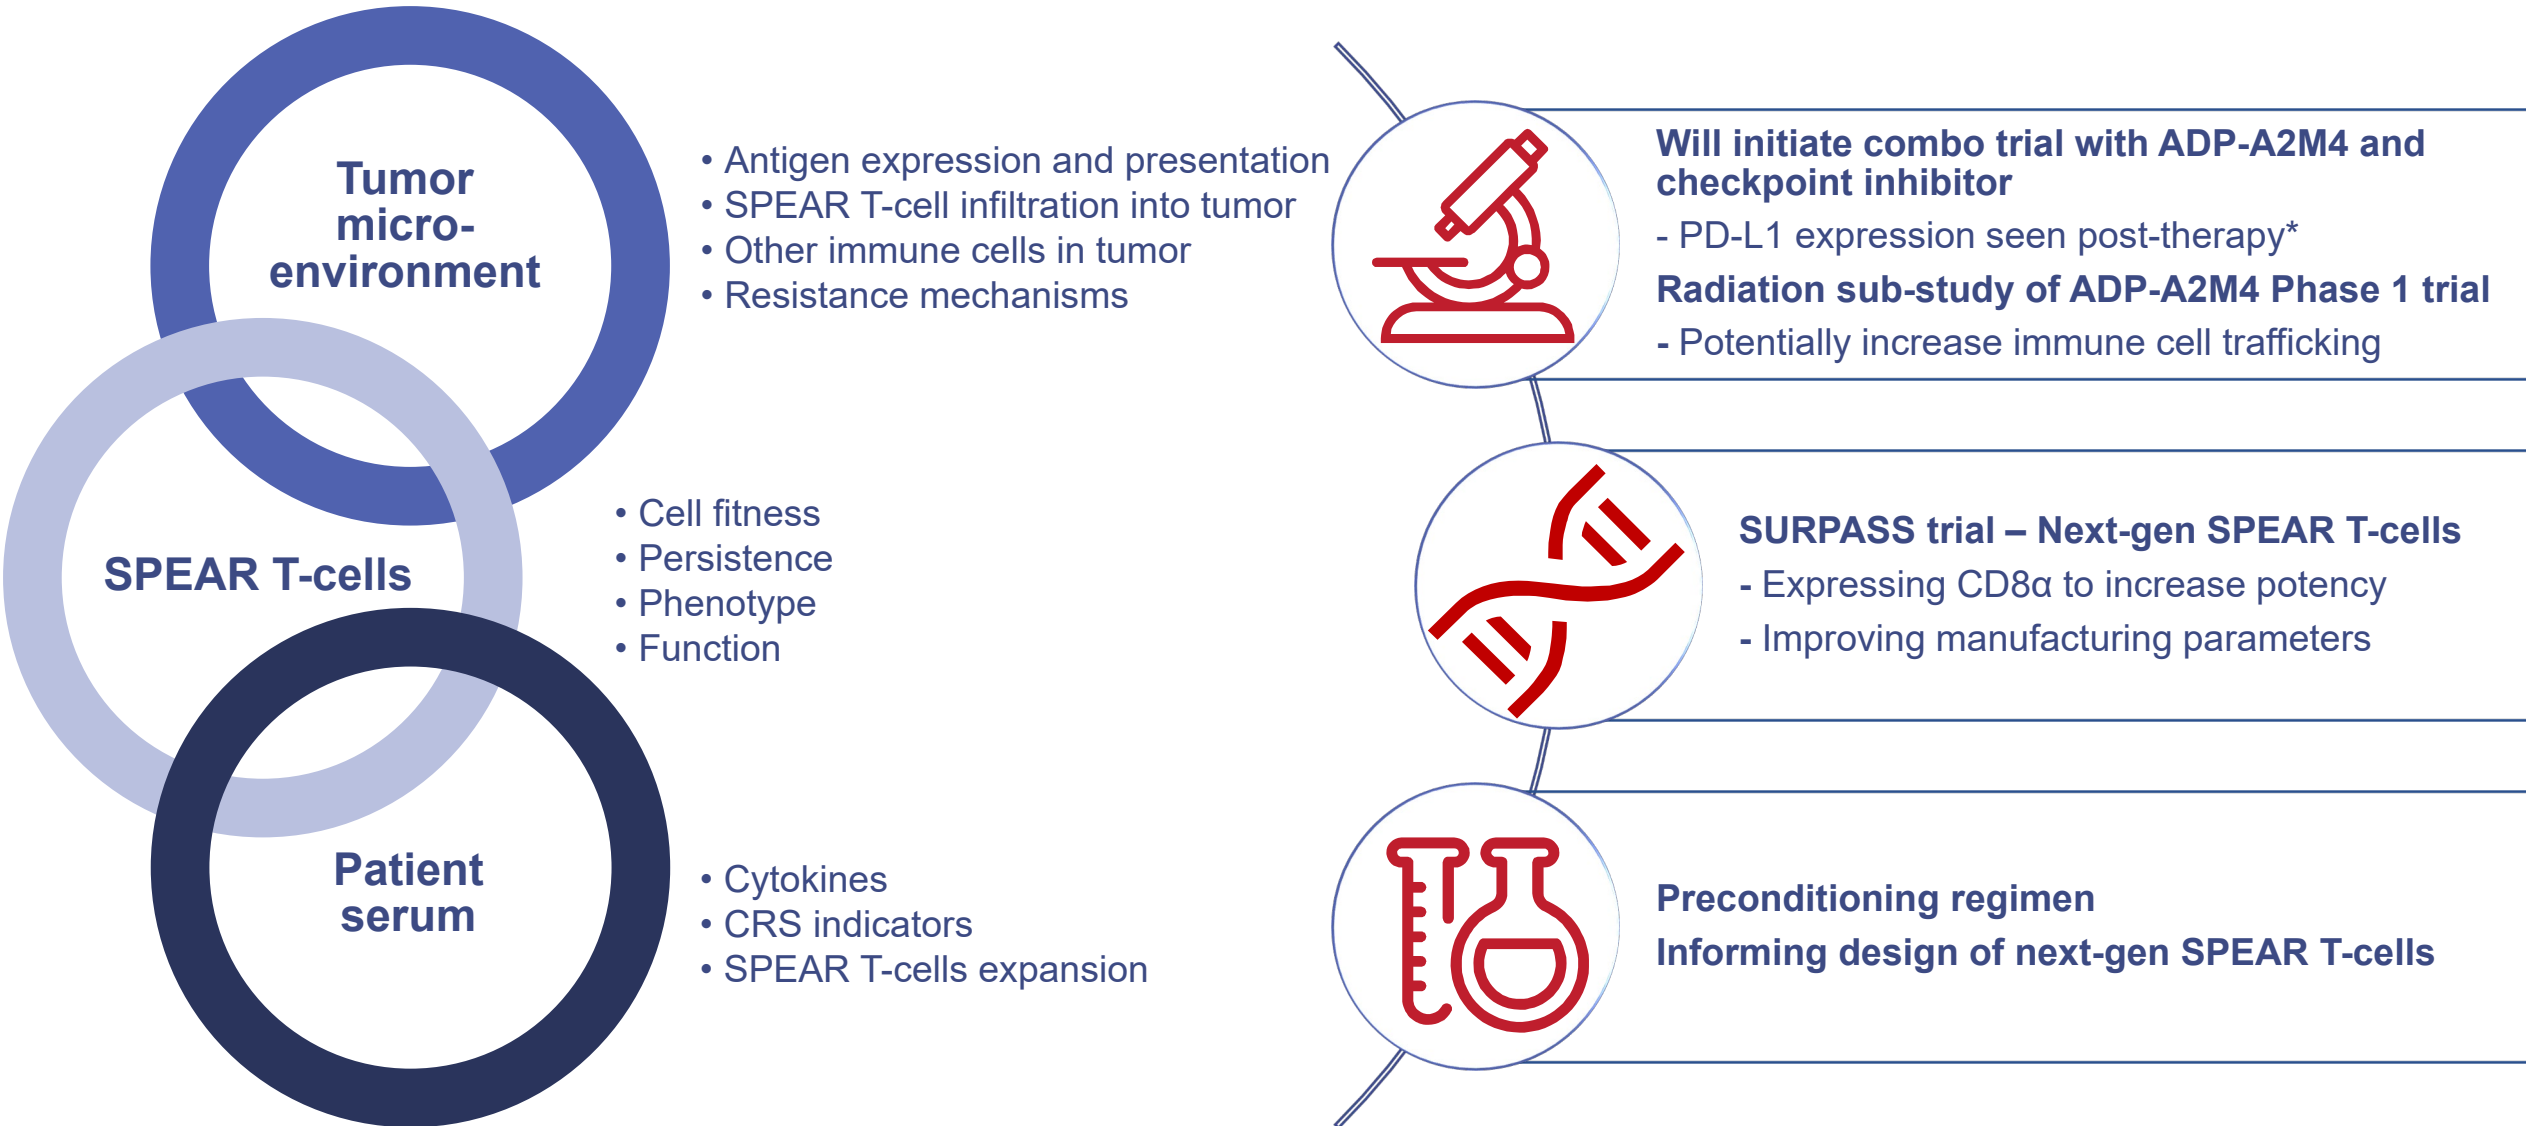 Tumor
micro-
environment
• Antigen expression and presentation
• SPEAR T-cell infiltration into tumor
• Other immune cells in tumor
• Resistance mechanisms
SPEAR T-cells
• Cell fitness
• Persistence
• Phenotype
• Function
Patient
serum
• Cytokines
• CRS indicators
• SPEAR T-cells expansion
Will initiate combo trial with ADP-A2M4 and
checkpoint inhibitor
- PD-L1 expression seen post-therapy*
Radiation sub-study of ADP-A2M4 Phase 1 trial
- Potentially increase immune cell trafficking
SURPASS trial – Next-gen SPEAR T-cells
- Expressing CD8α to increase potency
- Improving manufacturing parameters
Preconditioning regimen
Informing design of next-gen SPEAR T-cells